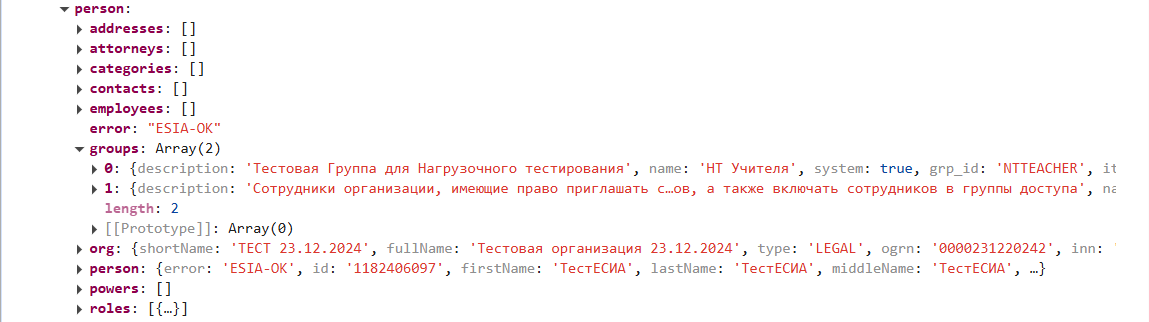 person:
addresses: []
attorneys: []
categories: []
contacts: []
employees: []
error: "ESIA-OK"
groups: Array(2)
0: {description: 'Тестовая Группа для Нагрузочного тестирования', name: 'НТ Учителя', system: true, grp_id: 'NTTEACHER', it
1: {description: 'Сотрудники организации, имеющие право приглашать с…ов, а также включать сотрудников в группы доступа', na
length: 2
[[Prototype]]: Array(0)
org: {shortName: 'ТЕСТ 23.12.2024', fullName: 'Тестовая организация 23.12.2024', type: 'LEGAL', ogrn: '0000231220242', inn: '
person: {error: 'ESIA-OK', id: '1182406097', firstName: 'ТестЕСИА', lastName: 'ТестЕСИА', middleName: 'ТестЕСИА', …}
powers: []
roles: [{…}]